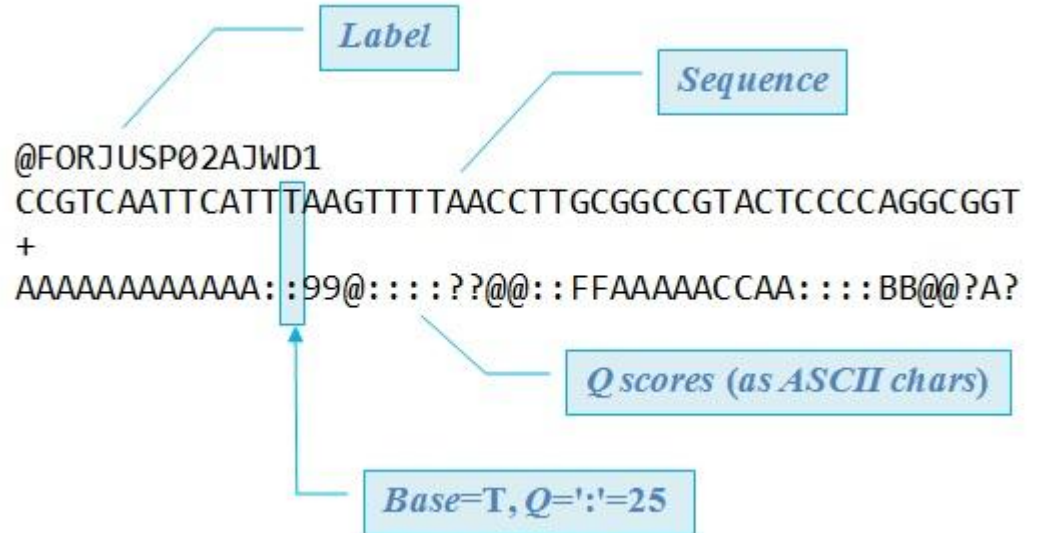 Label
Sequence
@FORJUSP02AJWD1
CCGTCAATTCATTTAAGTTTTAACCTTGCGGCCGTACTCCCCAGGCGGT
+
AAAAAAAAAAAA::99@::::??@@::FFAAAAACCAA::::BB@@?A?
Q scores (as ASCII chars)
Base=T, Q=':'=25